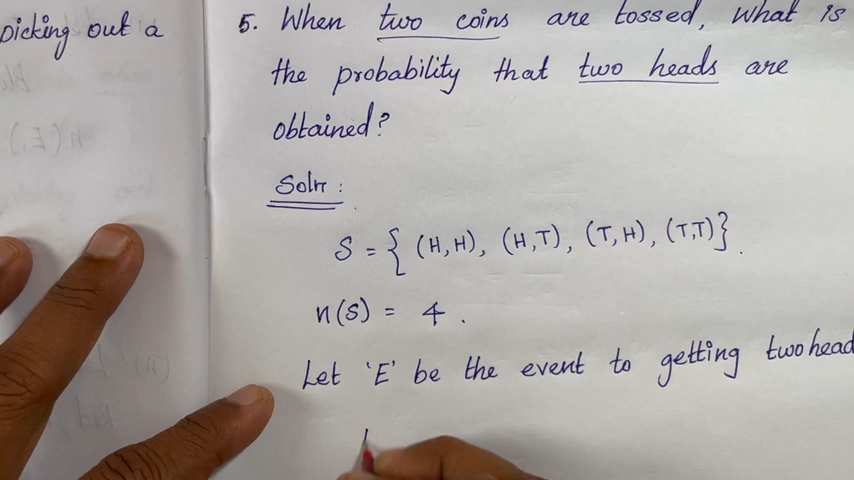 picking out a
5. When two coins are tossed, what is
the probability that two heads are
obtained?
Soln :
S = { (H,H), (H,T), (T,H), (T,T)}.
n(S) = 4.
Let 'E' be the event to getting two head